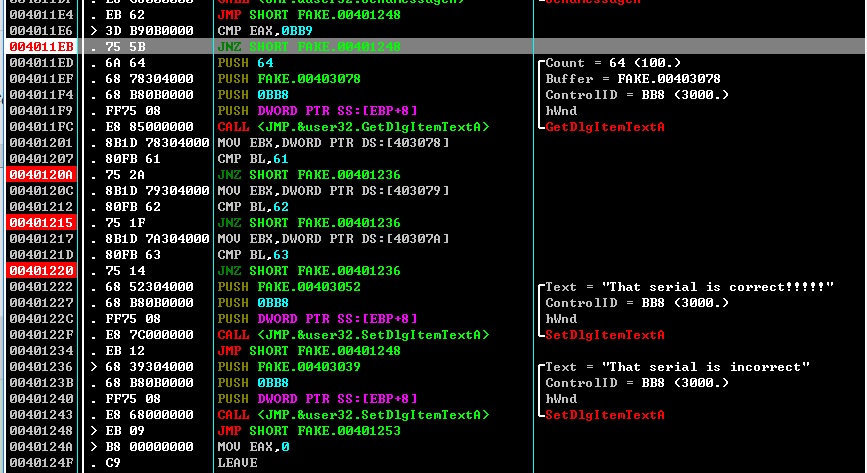 004011E4 . EB 62 JMP SHORT FAKE.00401248
004011E6 > 3D B90B0000 CMP EAX,0BB9
004011EB . 75 5B JNZ SHORT FAKE.00401248
004011ED . 6A 64 PUSH 64 Count = 64 (100.)
004011EF . 68 78304000 PUSH FAKE.00403078 Buffer = FAKE.00403078
004011F4 . 68 B80B0000 PUSH 0BB8 ControlID = BB8 (3000.)
004011F9 . FF75 08 PUSH DWORD PTR SS:[EBP+8] hWnd
004011FC . E8 85000000 CALL <JMP.&user32.GetDlgItemTextA> GetDlgItemTextA
00401201 . 8B1D 78304000 MOV EBX,DWORD PTR DS:[403078]
00401207 . 80FB 61 CMP BL,61
0040120A . 75 2A JNZ SHORT FAKE.00401236
0040120C . 8B1D 79304000 MOV EBX,DWORD PTR DS:[403079]
00401212 . 80FB 62 CMP BL,62
00401215 . 75 1F JNZ SHORT FAKE.00401236
00401217 . 8B1D 7A304000 MOV EBX,DWORD PTR DS:[40307A]
0040121D . 80FB 63 CMP BL,63
00401220 . 75 14 JNZ SHORT FAKE.00401236
00401222 . 68 52304000 PUSH FAKE.00403052 Text = "That serial is correct!!!!!"
00401227 . 68 B80B0000 PUSH 0BB8 ControlID = BB8 (3000.)
0040122C . FF75 08 PUSH DWORD PTR SS:[EBP+8] hWnd
0040122F . E8 7C000000 CALL <JMP.&user32.SetDlgItemTextA> SetDlgItemTextA
00401234 . EB 12 JMP SHORT FAKE.00401248
00401236 > 68 39304000 PUSH FAKE.00403039 Text = "That serial is incorrect"
0040123B . 68 B80B0000 PUSH 0BB8 ControlID = BB8 (3000.)
00401240 . FF75 08 PUSH DWORD PTR SS:[EBP+8] hWnd
00401243 . E8 68000000 CALL <JMP.&user32.SetDlgItemTextA> SetDlgItemTextA
00401248 > EB 09 JMP SHORT FAKE.00401253
0040124A > B8 00000000 MOV EAX,0
0040124F . C9 LEAVE